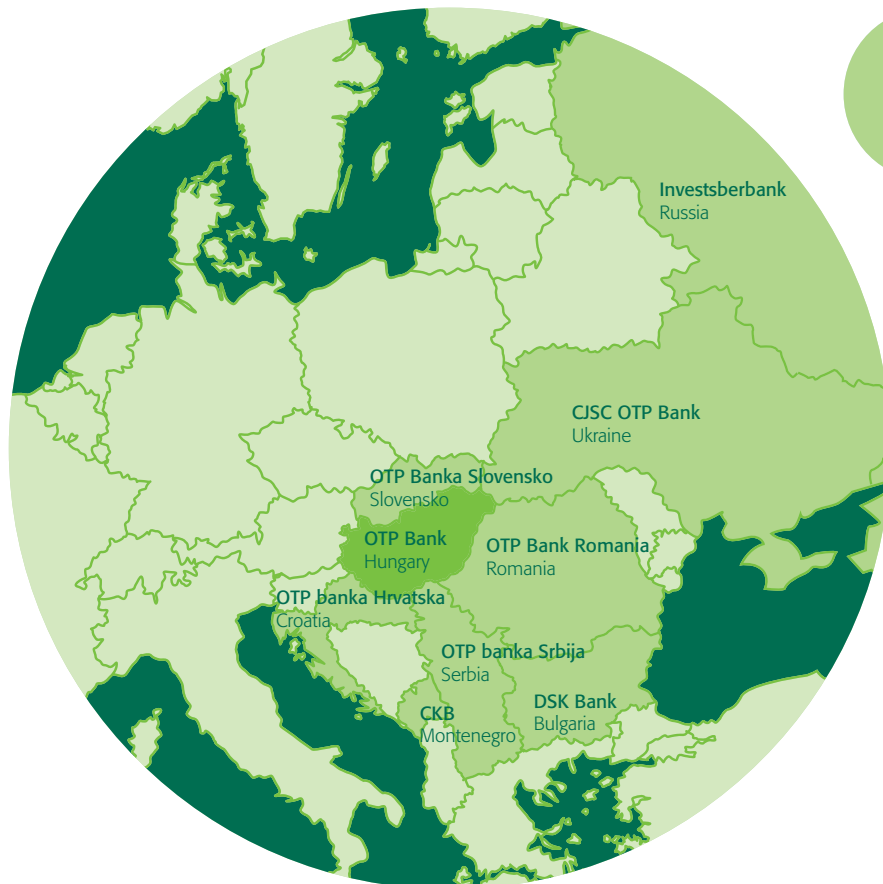 Investsberbank
Russia
CJSC OTP Bank
Ukraine
OTP Banka Slovensko
Slovensko
OTP Bank
Hungary
OTP Bank Romania
Romania
OTP banka Hrvatska
Croatia
OTP banka Srbija
Serbia
DSK Bank
Bulgaria
CKB
Montenegro